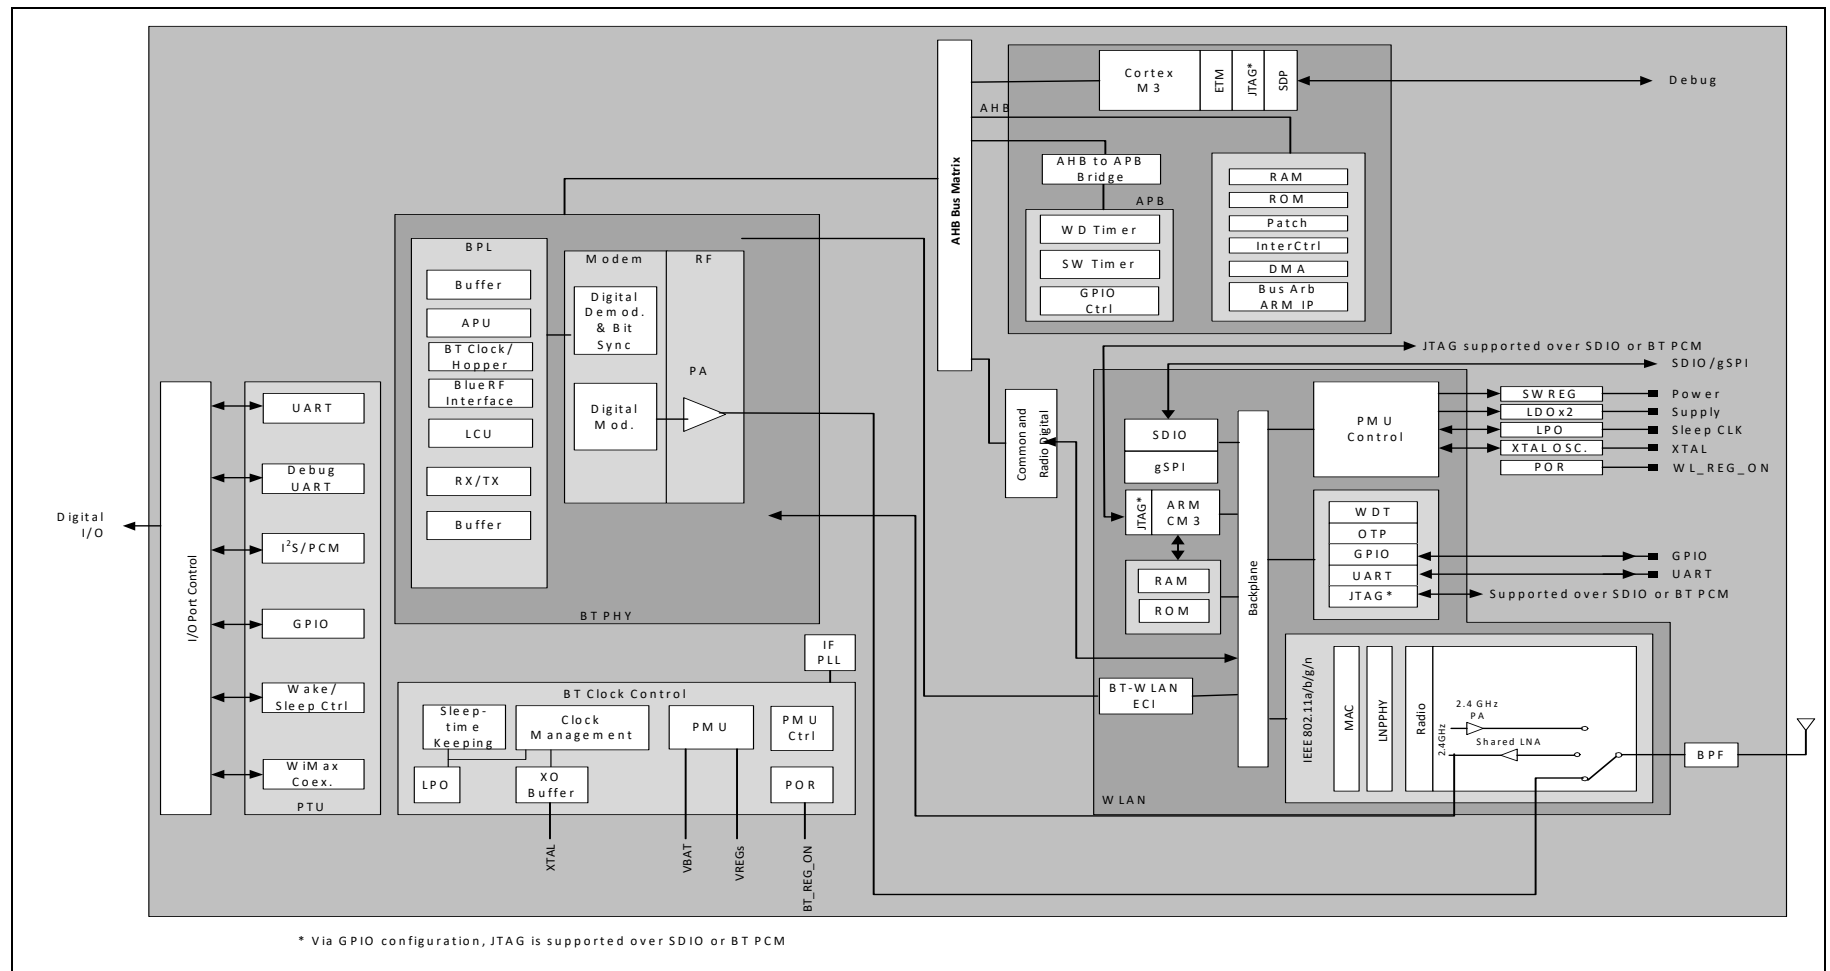 Cortex
M3
ETM
JTAG*
SDP
Debug
AHB
AHB Bus Matrix
AHB to APB
Bridge
APB
WD Timer
SW Timer
GPIO
Ctrl
RAM
ROM
Patch
InterCtrl
DMA
Bus Arb
ARM IP
BPL
Buffer
APU
BT Clock/
Hopper
BlueRF
Interface
LCU
RX/TX
Buffer
Modem
Digital
Demod.
& Bit
Sync
Digital
Mod.
RF
PA
BT PHY
Digital
I/O
I/O Port Control
UART
Debug
UART
I²S/PCM
GPIO
Wake/
Sleep Ctrl
WiMax
Coex.
PTU
IF
PLL
BT Clock Control
Sleep-
time
Keeping
Clock
Management
PMU
PMU
Ctrl
LPO
XO
Buffer
POR
XTAL
VBAT
VREGs
BT_REG_ON
Common and
Radio Digital
JTAG supported over SDIO or BT PCM
SDIO/gSPI
SDIO
gSPI
JTAG*
ARM
CM3
RAM
ROM
Backplane
BT-WLAN
ECI
WLAN
PMU
Control
SWREG
Power
LDOx2
Supply
LPO
Sleep CLK
XTAL OSC.
XTAL
POR
WL_REG_ON
WDT
OTP
GPIO
GPIO
UART
UART
JTAG*
Supported over SDIO or BT PCM
IEEE 802.11a/b/g/n
MAC
LNPPHY
Radio
2.4GHz
2.4 GHz
PA
Shared LNA
BPF
* Via GPIO configuration, JTAG is supported over SDIO or BT PCM